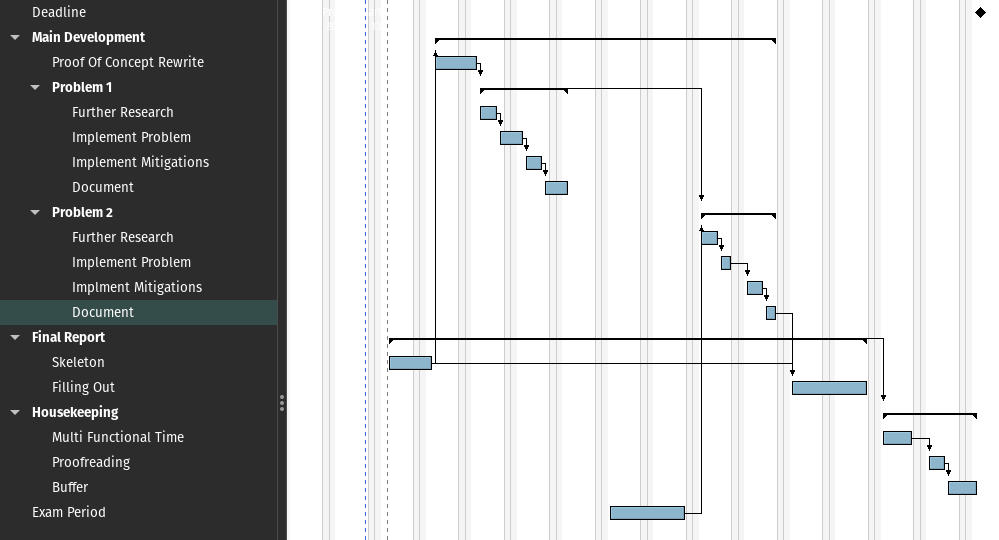 Deadline
Main Development
Proof Of Concept Rewrite
Problem 1
Further Research
Implement Problem
Implement Mitigations
Document
Problem 2
Further Research
Implement Problem
Implment Mitigations
Document
Final Report
Skeleton
Filling Out
Housekeeping
Multi Functional Time
Proofreading
Buffer
Exam Period